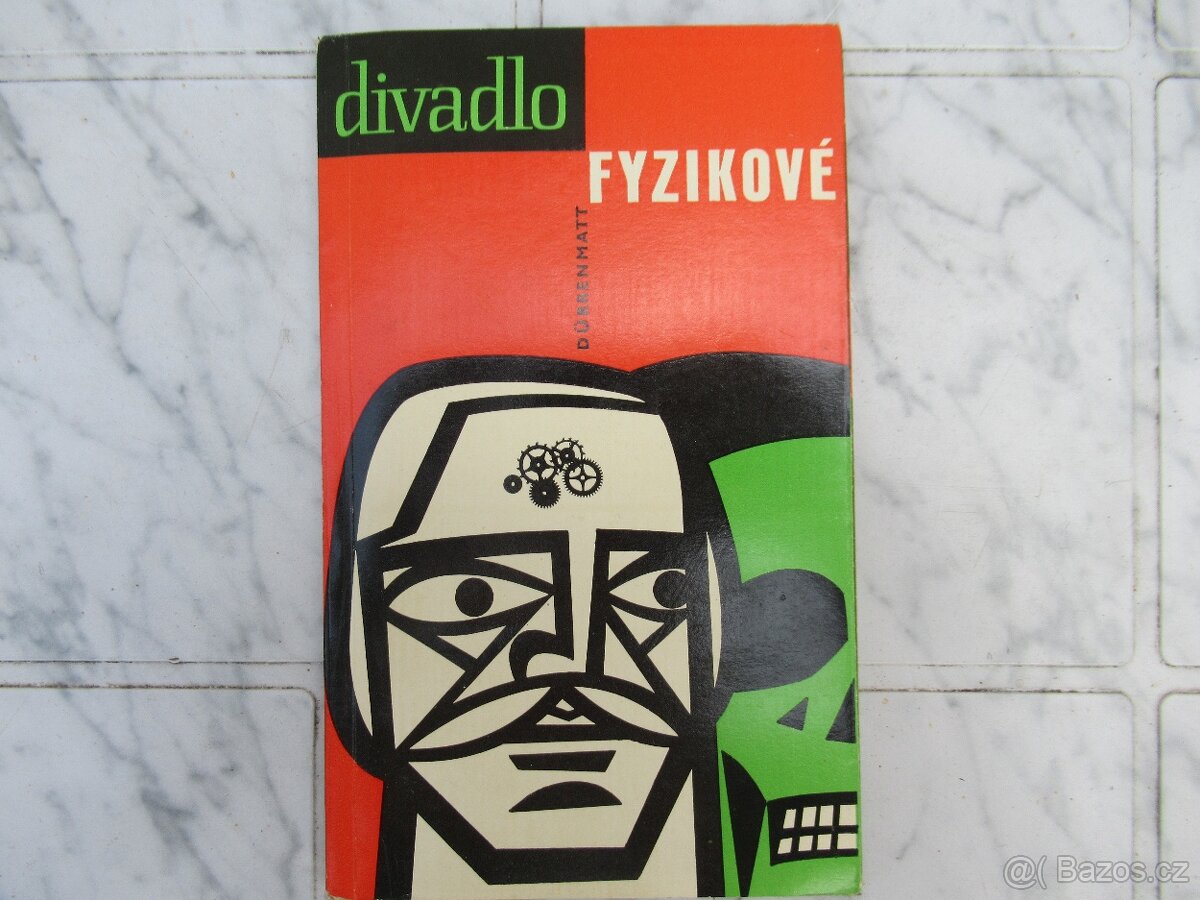 divadlo
FYZIKOVÉ
DÜRRENMATT
@( Bazos.cz